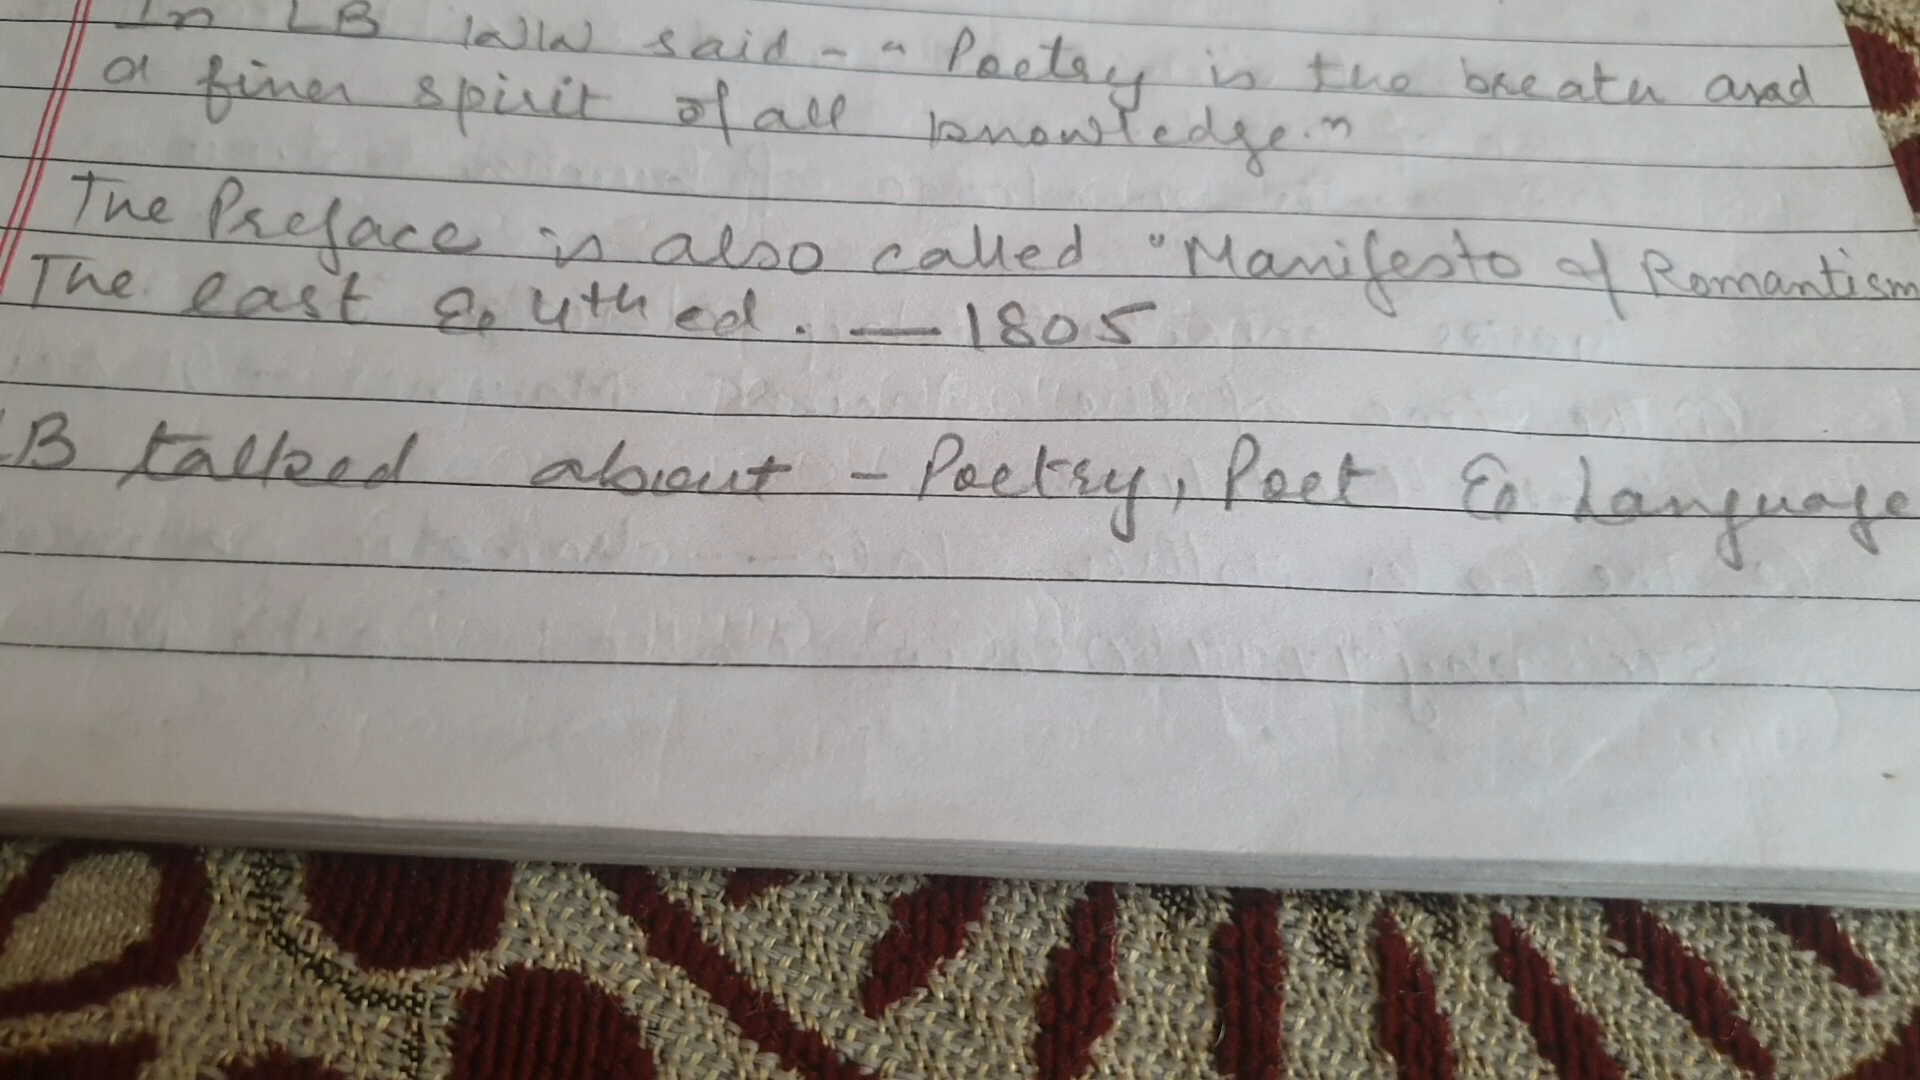 In LB WW said - "Poetry is the breath and
a finer spirit of all knowledge."
The Preface is also called "Manifesto of Romantism
The last & 4th ed. — 1805
LB talked about - Poetry, Poet & Language